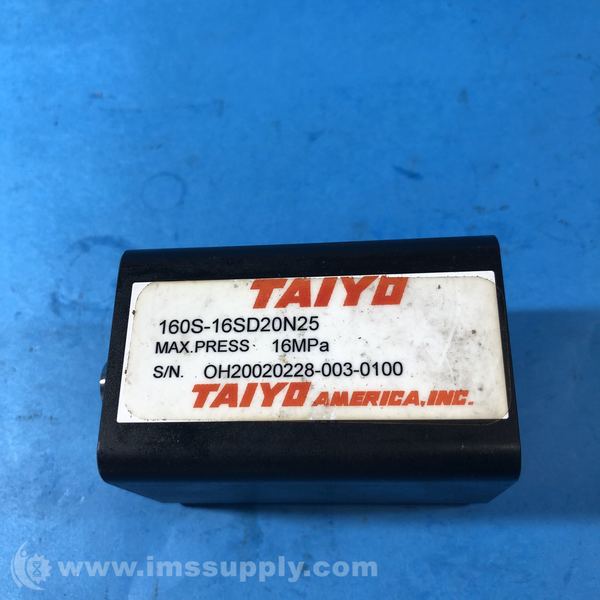 TAIYO
160S-16SD20N25
MAX.PRESS 16MPa
S/N. OH20020228-003-0100
TAIYO AMERICA, INC.
www.imssupply.com